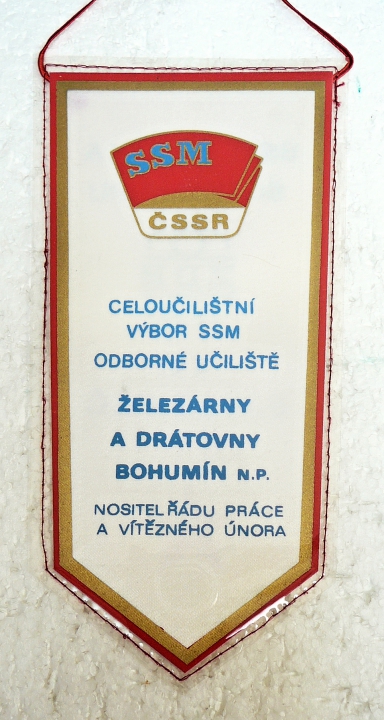 SSM
ČSSR
CELOUČILIŠTNÍ
VÝBOR SSM
ODBORNÉ UČILIŠTĚ
ŽELEZÁRNY
A DRÁTOVNY
BOHUMÍN N.P.
NOSITEL ŘÁDU PRÁCE
A VÍTĚZNÉHO ÚNORA